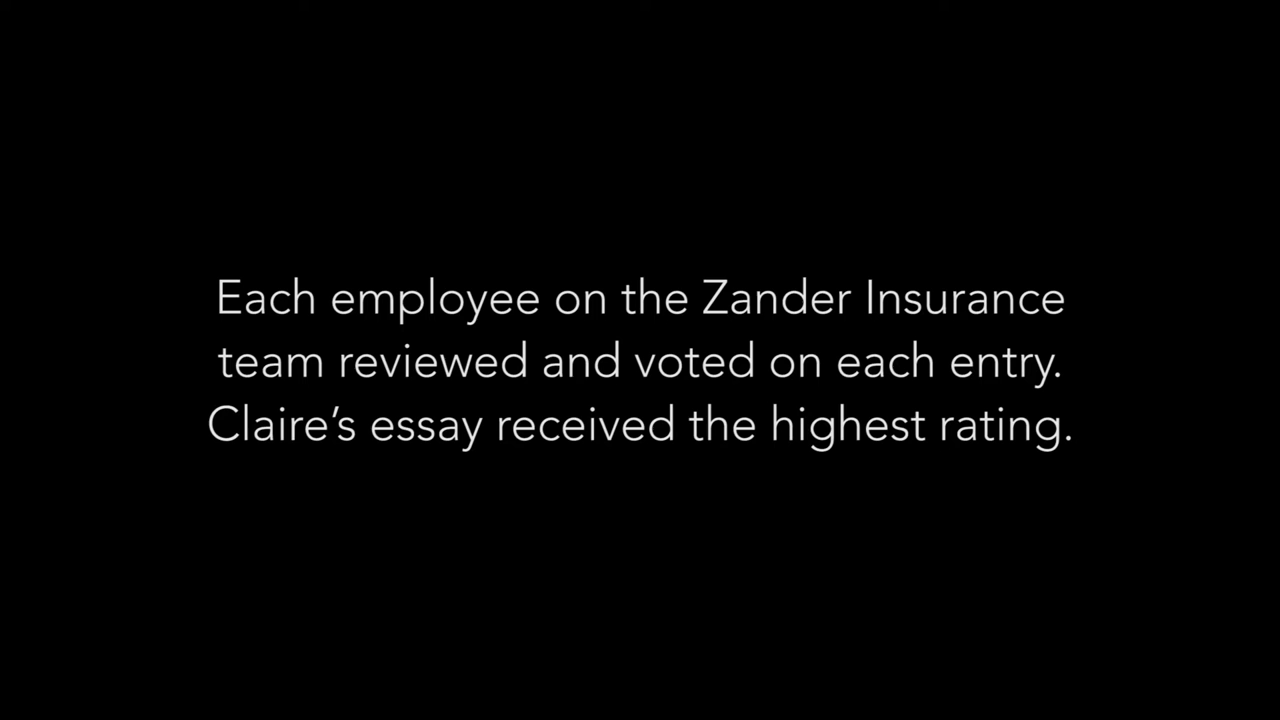 Each employee on the Zander Insurance
team reviewed and voted on each entry.
Claire’s essay received the highest rating.